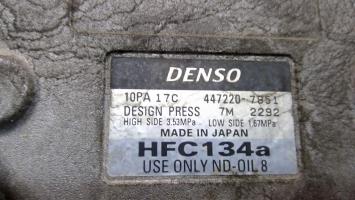 DENSO
10PA 17C 447220-7851
DESIGN PRESS 7M 2292
HIGH SIDE 3.53MPa LOW SIDE 1.67MPa
MADE IN JAPAN
HFC134a
USE ONLY ND-OIL 8